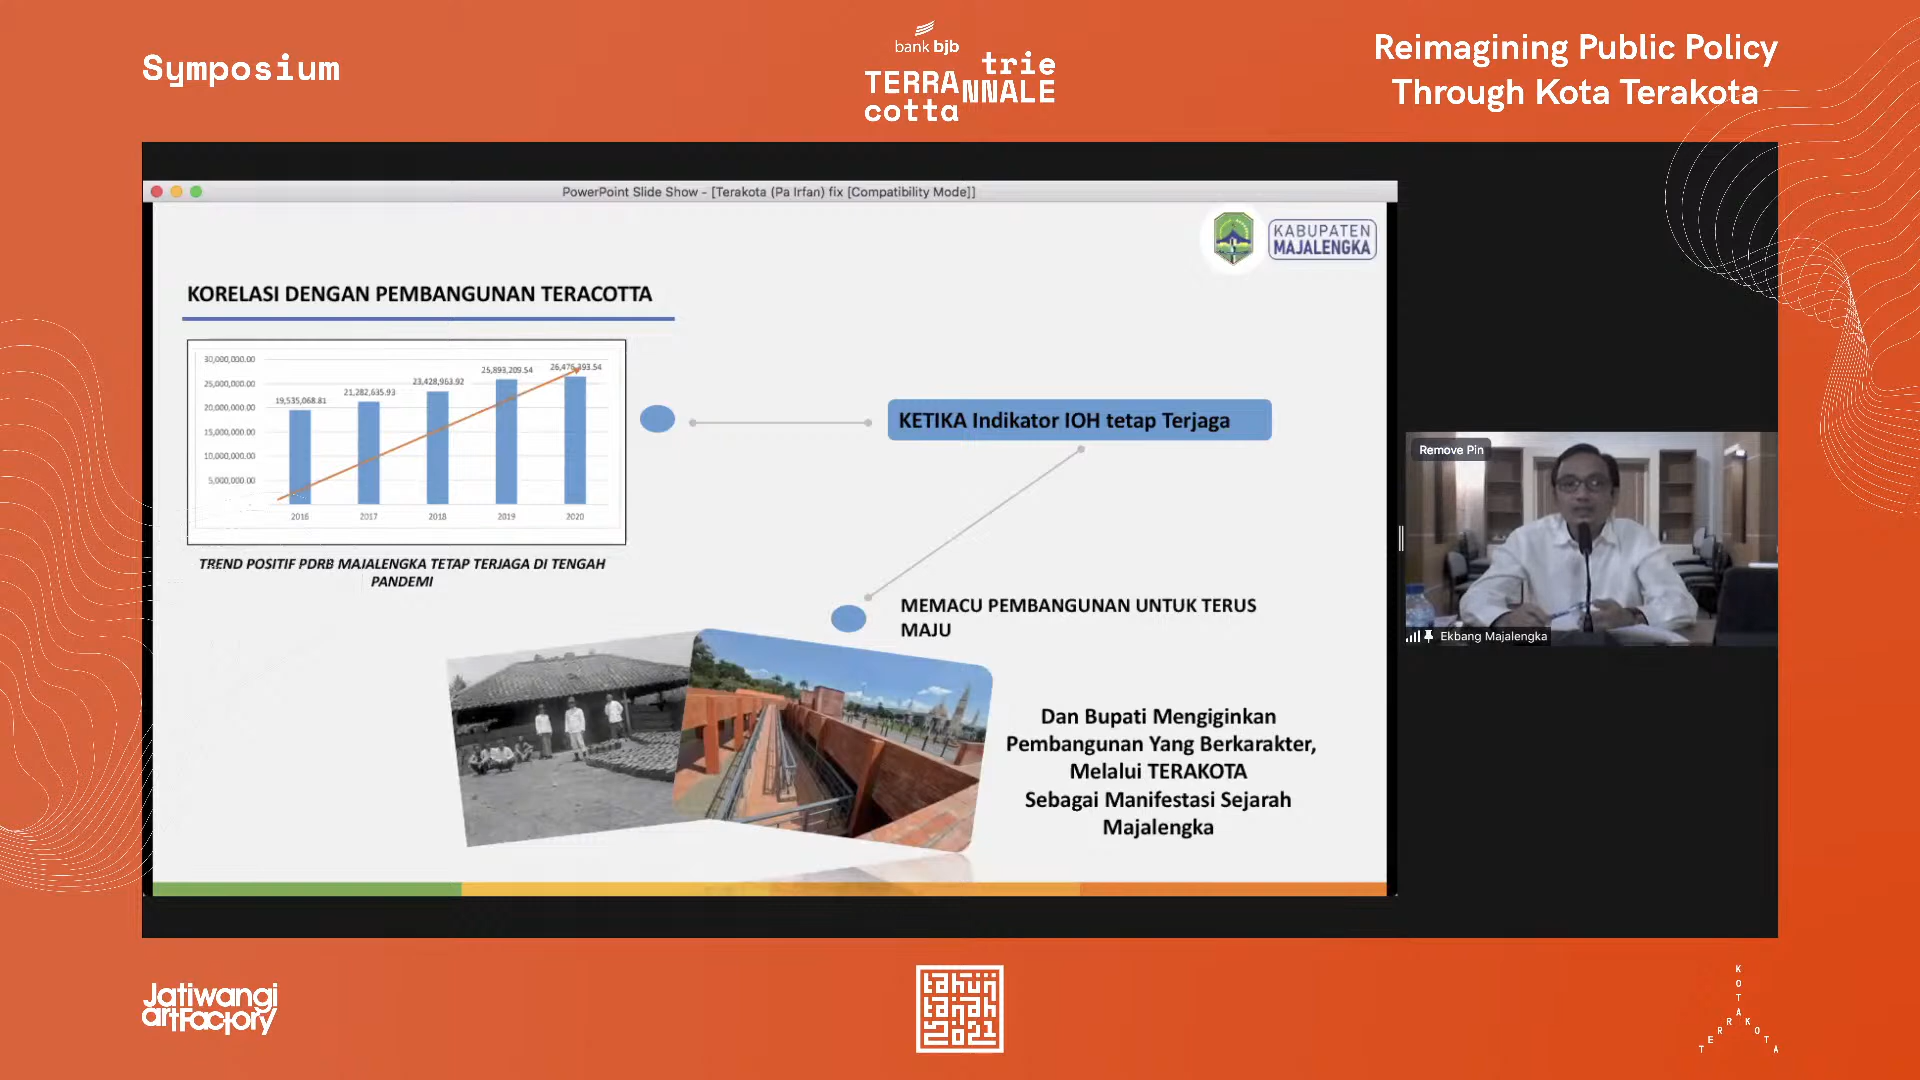 Symposium
bank bjb
trie
TERRA NNALE
cotta
Reimagining Public Policy
Through Kota Terakota
PowerPoint Slide Show - [Terakota (Pa Irfan) fix [Compatibility Mode]]
KABUPATEN
MAJALENGKA
KORELASI DENGAN PEMBANGUNAN TERACOTTA
30,000,000.00
25,000,000.00
20,000,000.00
15,000,000.00
10,000,000.00
5,000,000.00
19,535,068.81
21,282,635.93
23,428,963.92
25,893,209.54
2016
2017
2018
2019
2020
TREND POSITIF PDRB MAJALENGKA TETAP TERJAGA DI TENGAH
PANDEMI
KETIKA Indikator IOH tetap Terjaga
MEMACU PEMBANGUNAN UNTUK TERUS
MAJU
Dan Bupati Mengiginkan
Pembangunan Yang Berkarakter,
Melalui TERAKOTA
Sebagai Manifestasi Sejarah
Majalengka
Remove Pin
Ekbang Majalengka
Jatiwangi
artFactory
tahun
tanah
2021
KOTA
TERRAKOTA